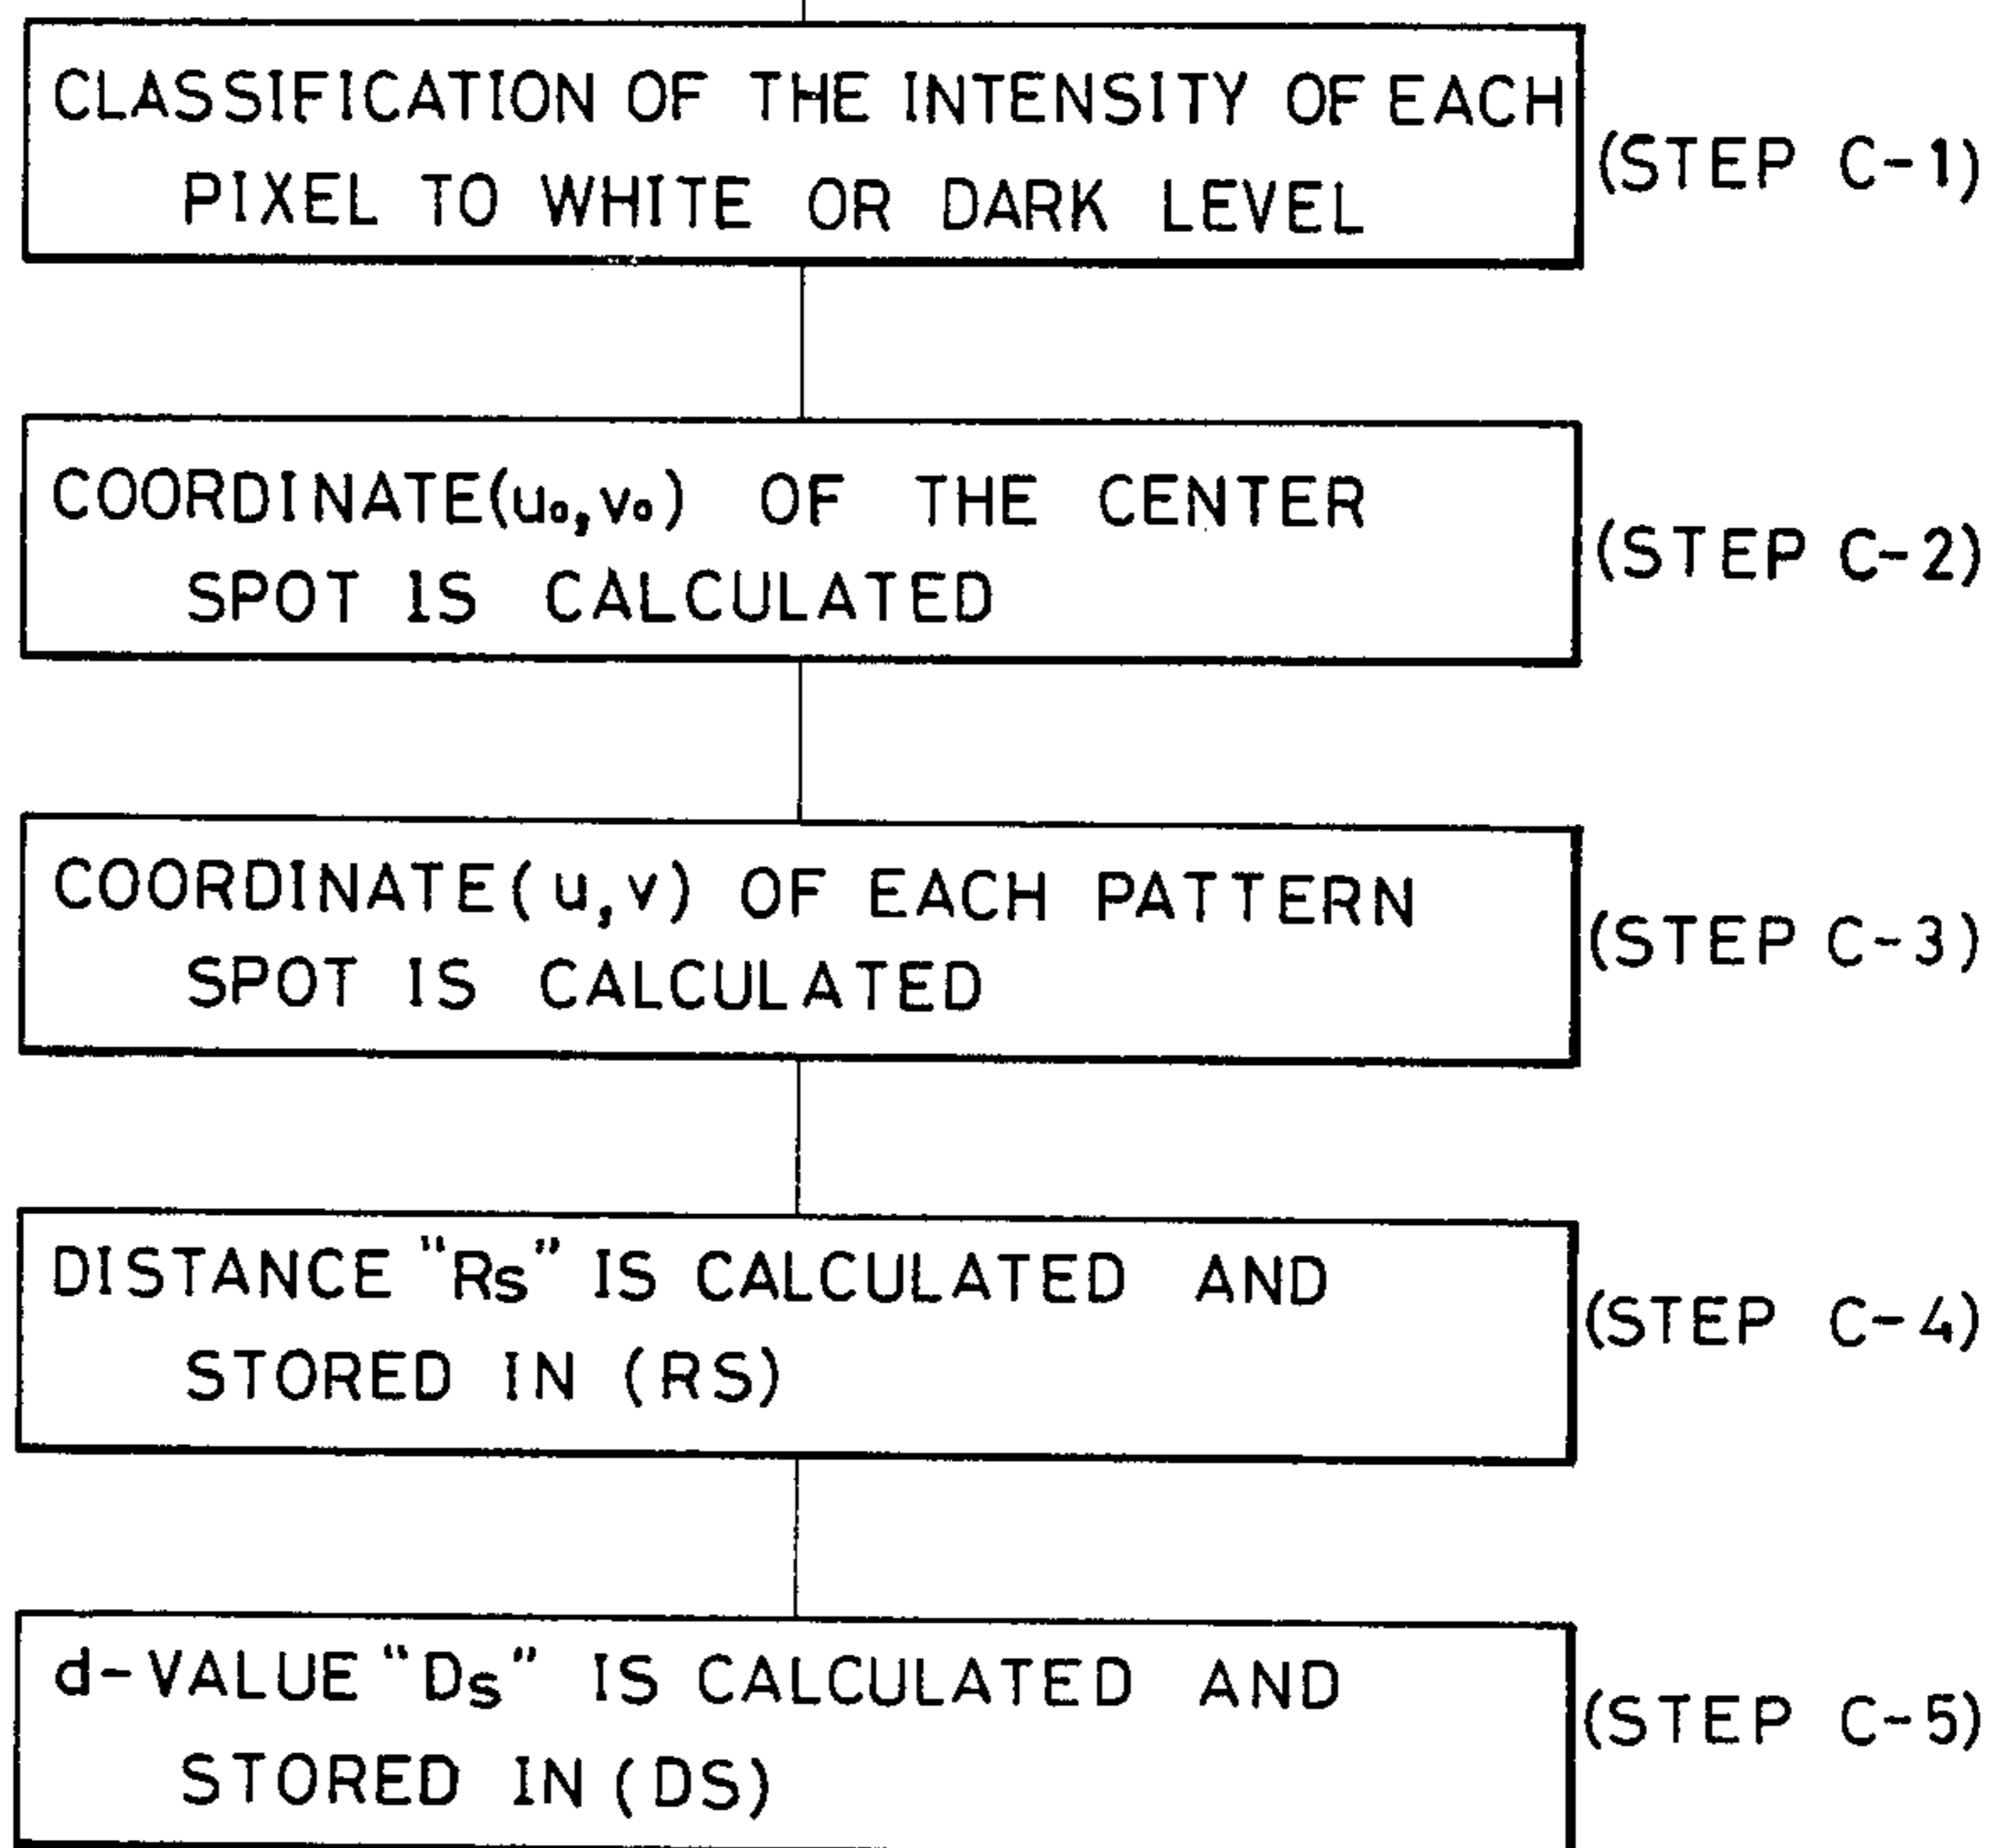 CLASSIFICATION OF THE INTENSITY OF EACH
PIXEL TO WHITE OR DARK LEVEL
(STEP C-1)
COORDINATE(u₀,v₀) OF THE CENTER
SPOT IS CALCULATED
(STEP C-2)
COORDINATE(u,v) OF EACH PATTERN
SPOT IS CALCULATED
(STEP C-3)
DISTANCE "Rs" IS CALCULATED AND
STORED IN (RS)
(STEP C-4)
d-VALUE "Ds" IS CALCULATED AND
STORED IN (DS)
(STEP C-5)